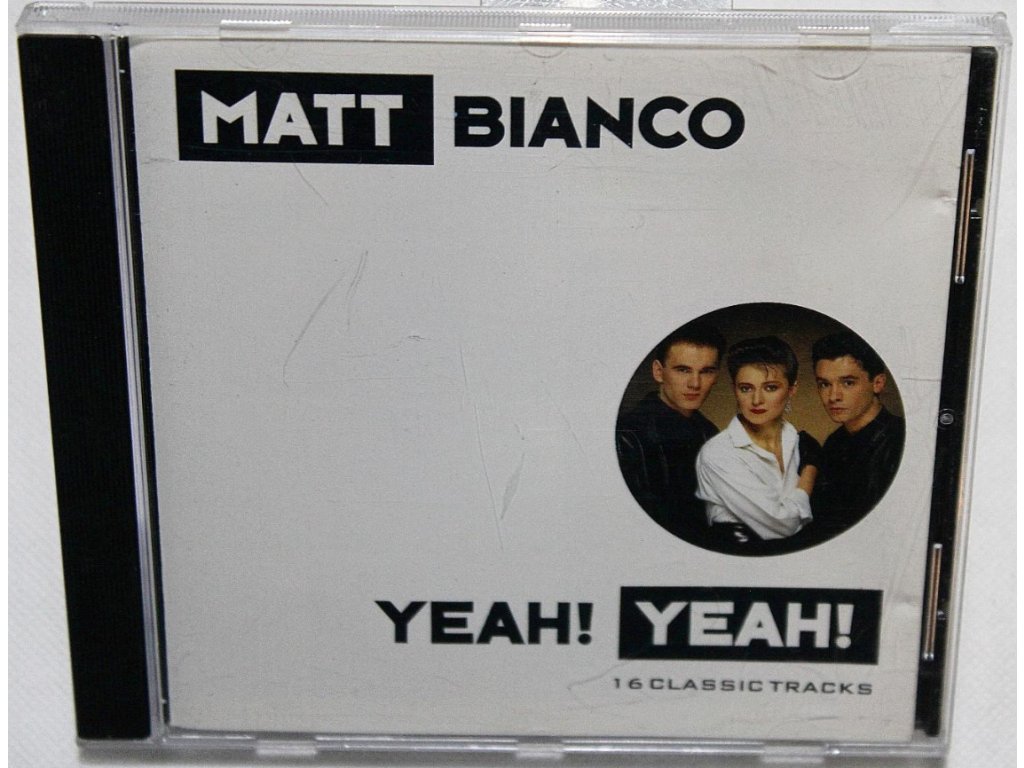 MATT BIANCO
YEAH! YEAH!
16 CLASSIC TRACKS